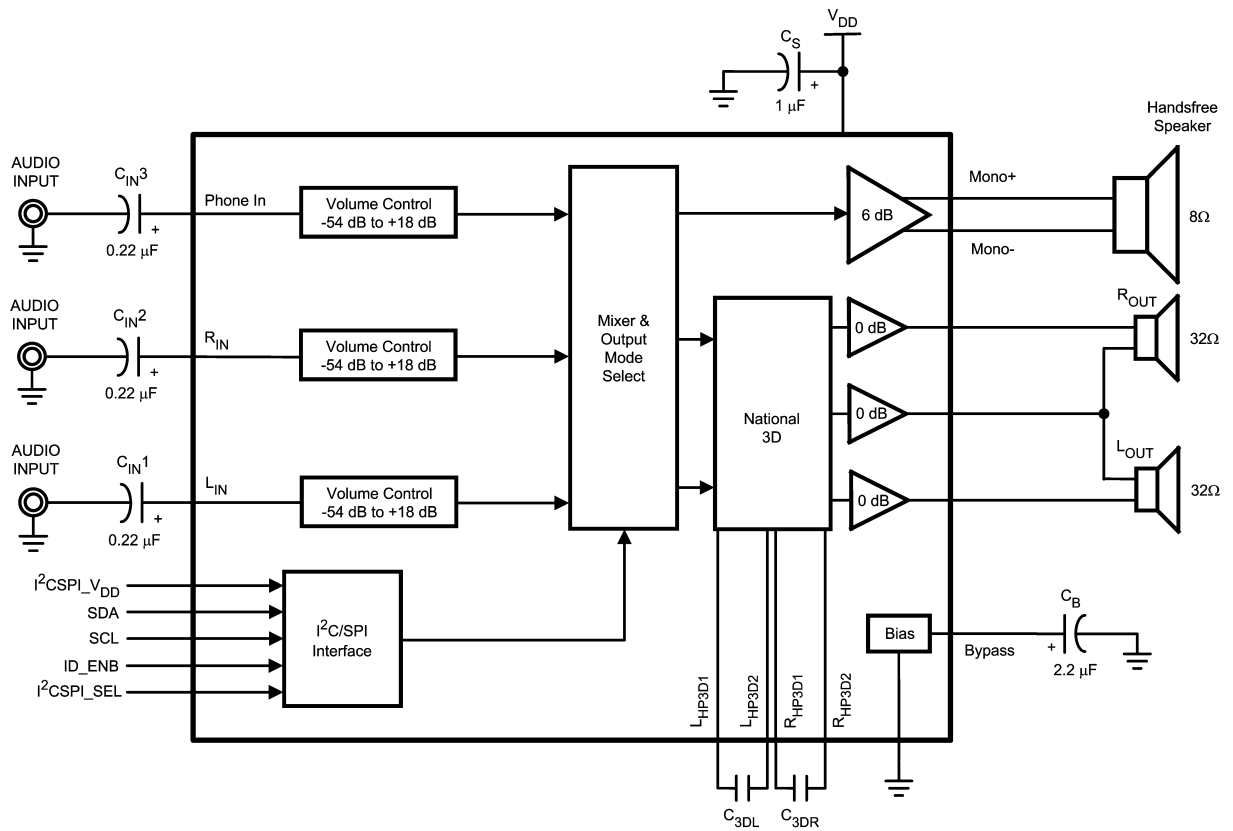 V_DD
C_S
+
1 µF
Handsfree
Speaker
AUDIO
INPUT
C_IN3
+
0.22 µF
Phone In
Volume Control
-54 dB to +18 dB
6 dB
Mono+
Mono-
8Ω
AUDIO
INPUT
C_IN2
+
0.22 µF
R_IN
Volume Control
-54 dB to +18 dB
Mixer &
Output
Mode
Select
0 dB
R_OUT
32Ω
National
3D
0 dB
AUDIO
INPUT
C_IN1
+
0.22 µF
L_IN
Volume Control
-54 dB to +18 dB
0 dB
L_OUT
32Ω
I²CSPI_V_DD
SDA
SCL
ID_ENB
I²CSPI_SEL
I²C/SPI
Interface
Bias
Bypass
C_B
+
2.2 µF
L_HP3D1
L_HP3D2
R_HP3D1
R_HP3D2
C_3DL
C_3DR